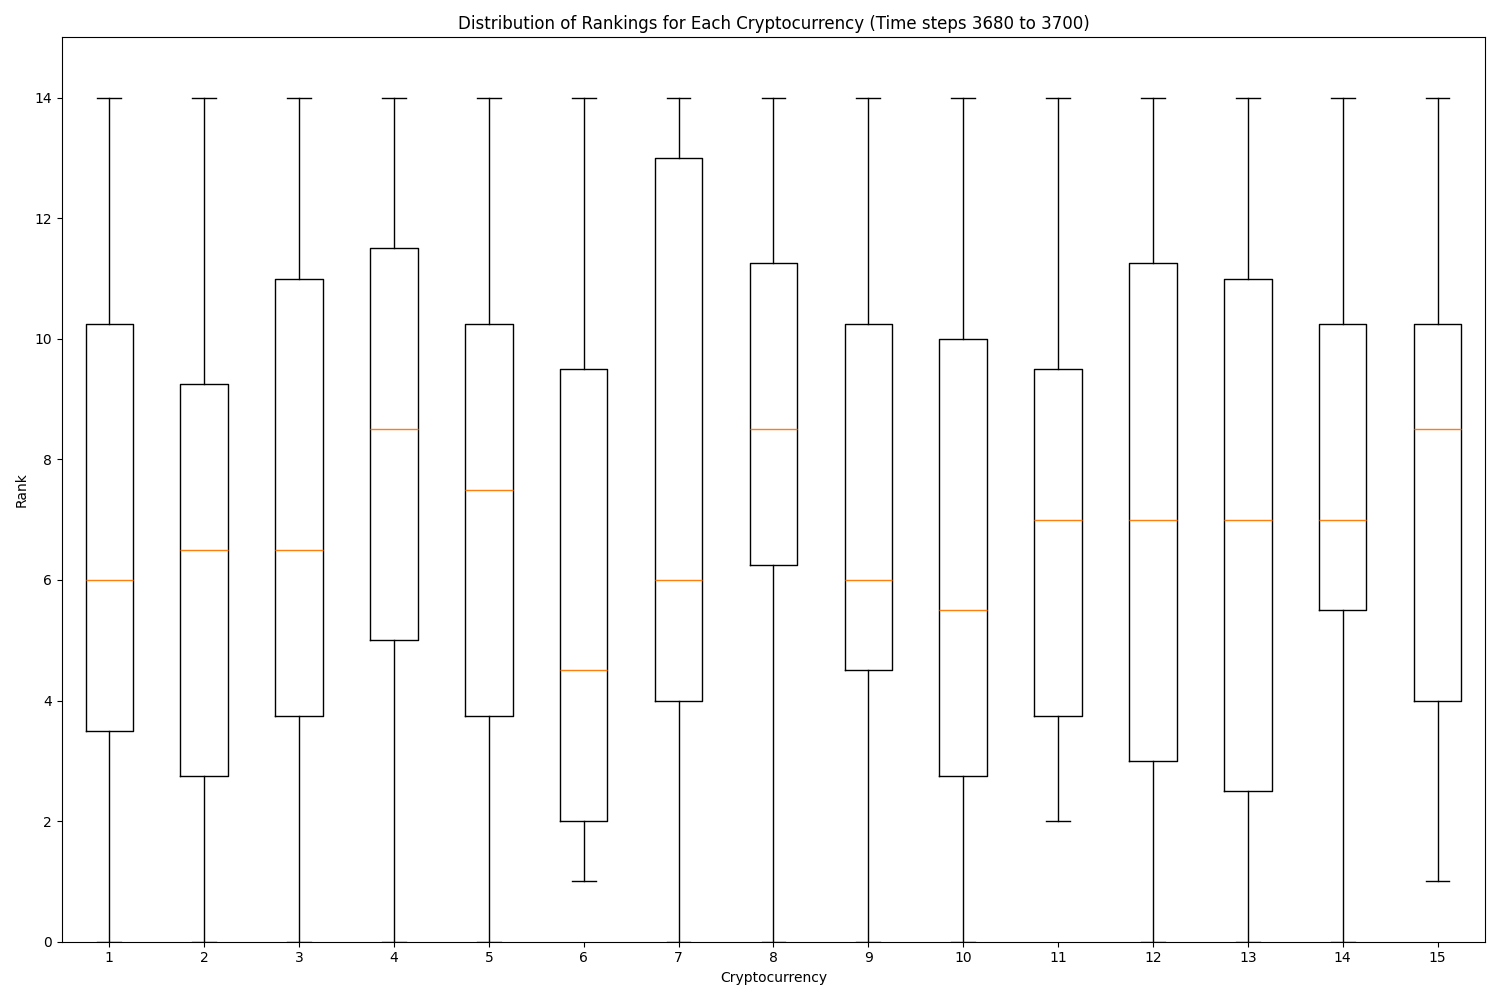 Distribution of Rankings for Each Cryptocurrency (Time steps 3680 to 3700)
Rank
14
12
10
8
6
4
2
0
1 2 3 4 5 6 7 8 9 10 11 12 13 14 15
Cryptocurrency